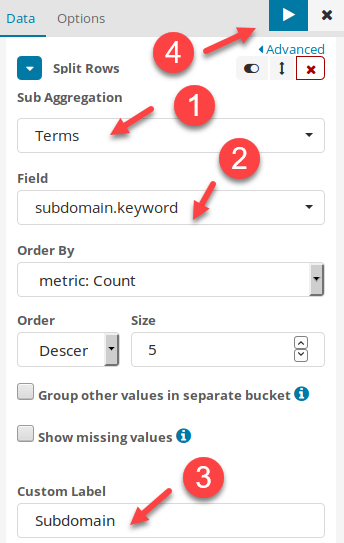 Data Options
4
Advanced
Split Rows
Sub Aggregation
1
Terms
Field
2
subdomain.keyword
Order By
metric: Count
Order Size
Descer 5
Group other values in separate bucket
Show missing values
3
Custom Label
Subdomain